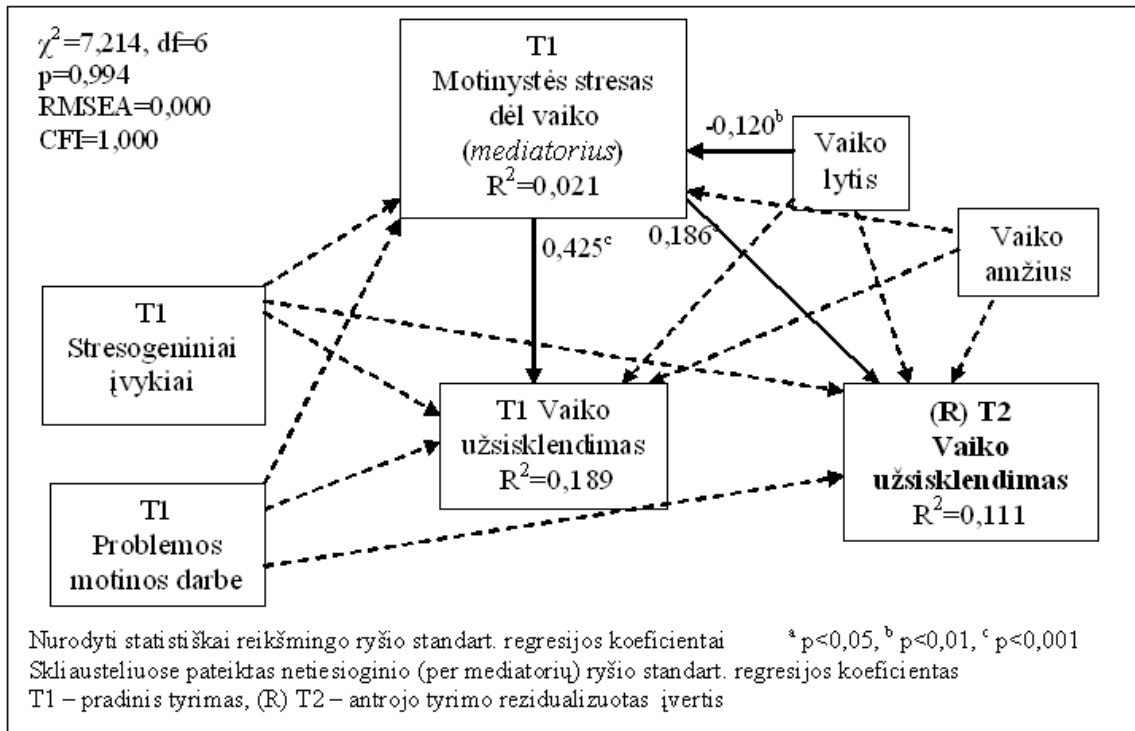 χ²=7,214, df=6
p=0,994
RMSEA=0,000
CFI=1,000
T1
Motinystės stresas
dėl vaiko
(mediatorius)
R²=0,021
-0,120ᵇ
Vaiko
lytis
0,425ᶜ
0,186
Vaiko
amžius
T1
Stresogeniniai
įvykiai
T1 Vaiko
užsisklendimas
R²=0,189
(R) T2
Vaiko
užsisklendimas
R²=0,111
T1
Problemos
motinos darbe
Nurodyti statistiškai reikšmingo ryšio standart. regresijos koeficientai ᵃ p<0,05, ᵇ p<0,01, ᶜ p<0,001
Skliausteliuose pateiktas netiesioginio (per mediatorių) ryšio standart. regresijos koeficientas
T1 – pradinis tyrimas, (R) T2 – antrojo tyrimo rezidualizuotas įvertis